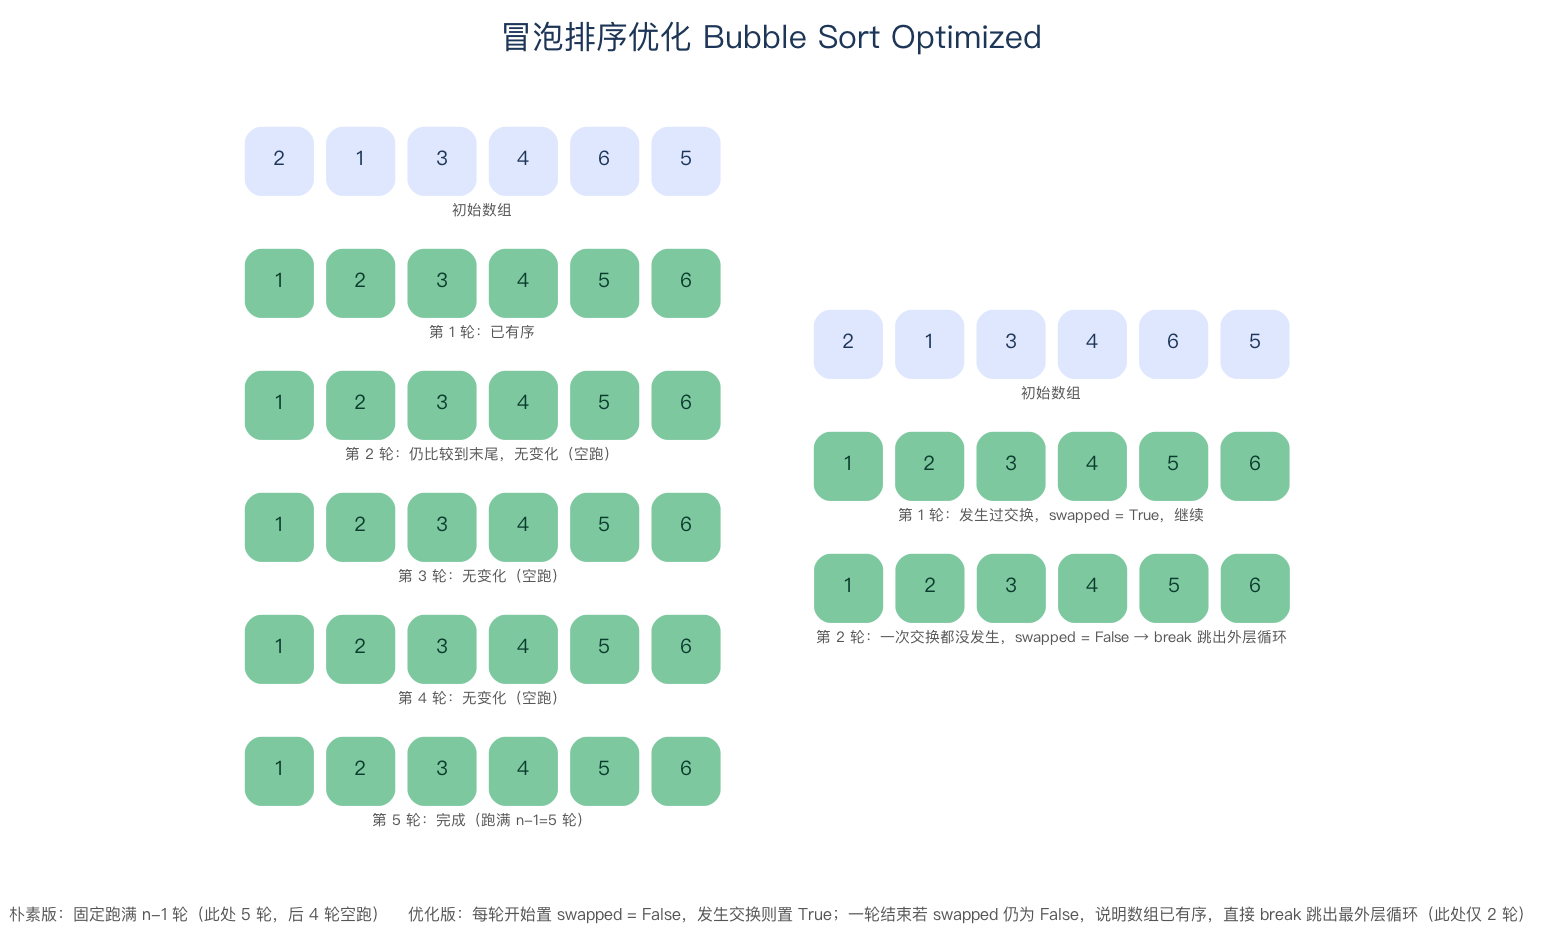 冒泡排序优化 Bubble Sort Optimized
2 1 3 4 6 5
初始数组
1 2 3 4 5 6
第 1 轮：已有序
1 2 3 4 5 6
第 2 轮：仍比较到末尾，无变化（空跑）
1 2 3 4 5 6
第 3 轮：无变化（空跑）
1 2 3 4 5 6
第 4 轮：无变化（空跑）
1 2 3 4 5 6
第 5 轮：完成（跑满 n-1=5 轮）
2 1 3 4 6 5
初始数组
1 2 3 4 5 6
第 1 轮：发生过交换，swapped = True，继续
1 2 3 4 5 6
第 2 轮：一次交换都没发生，swapped = False → break 跳出外层循环
朴素版：固定跑满 n-1 轮（此处 5 轮，后 4 轮空跑） 优化版：每轮开始置 swapped = False，发生交换则置 True；一轮结束若 swapped 仍为 False，说明数组已有序，直接 break 跳出最外层循环（此处仅 2 轮）